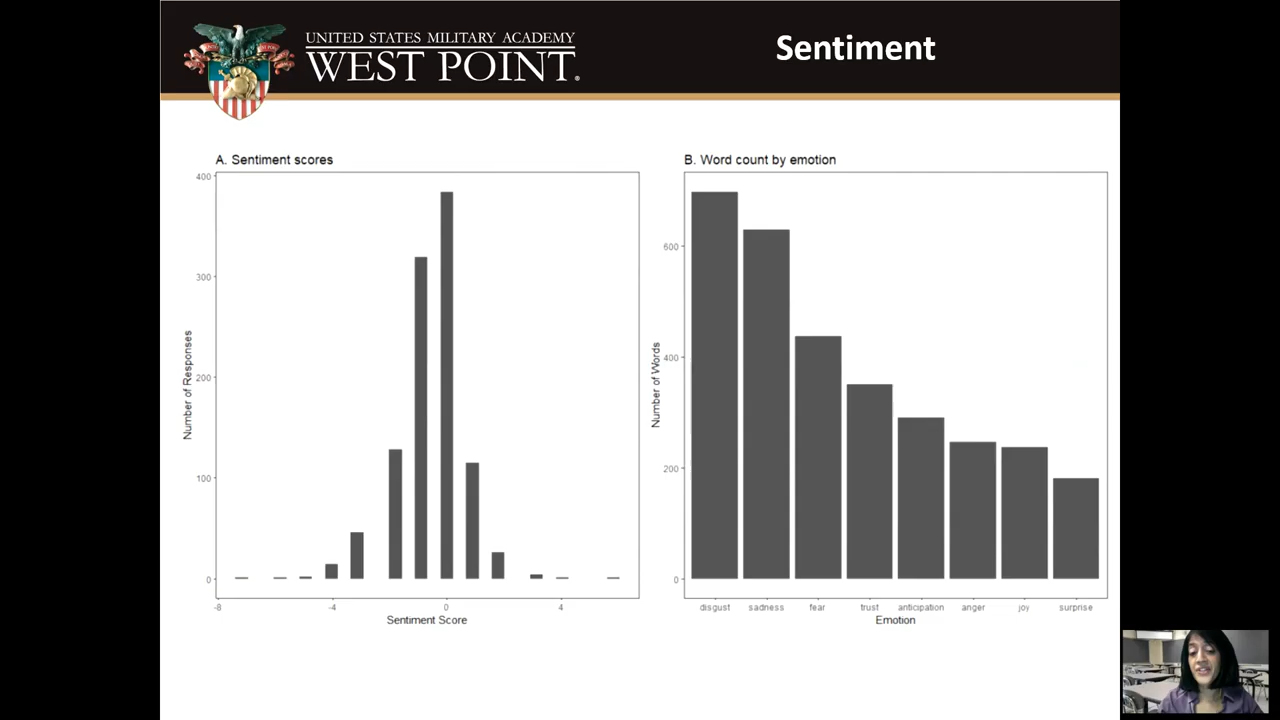 UNITED STATES MILITARY ACADEMY
WEST POINT.®
Sentiment
A. Sentiment scores
400
300
200
100
0
Number of Responses
-8
-4
0
4
Sentiment Score
B. Word count by emotion
600
400
200
0
Number of Words
disgust
sadness
fear
trust
anticipation
anger
joy
surprise
Emotion